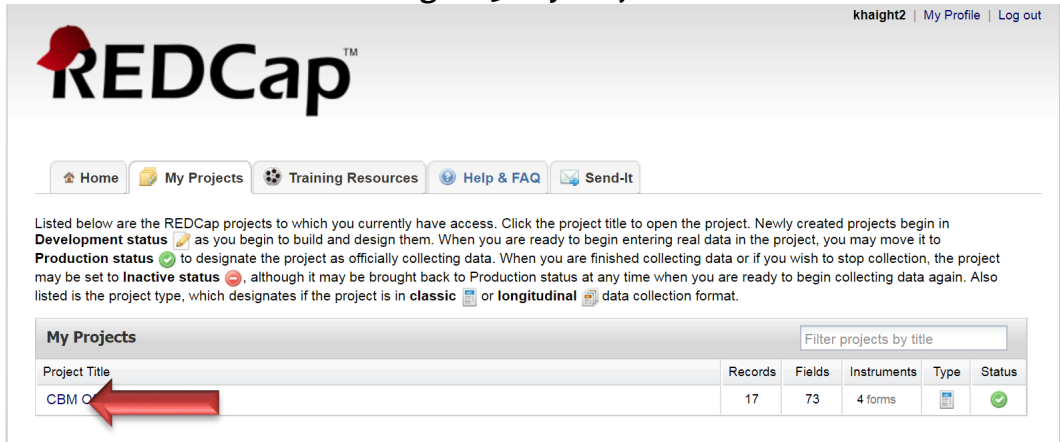 khaight2 | My Profile | Log out
REDCap™
Home My Projects Training Resources Help & FAQ Send-It
Listed below are the REDCap projects to which you currently have access. Click the project title to open the project. Newly created projects begin in
Development status as you begin to build and design them. When you are ready to begin entering real data in the project, you may move it to
Production status to designate the project as officially collecting data. When you are finished collecting data or if you wish to stop collection, the project
may be set to Inactive status , although it may be brought back to Production status at any time when you are ready to begin collecting data again. Also
listed is the project type, which designates if the project is in classic or longitudinal data collection format.
My Projects Filter projects by title
Project Title Records Fields Instruments Type Status
CBM 17 73 4 forms